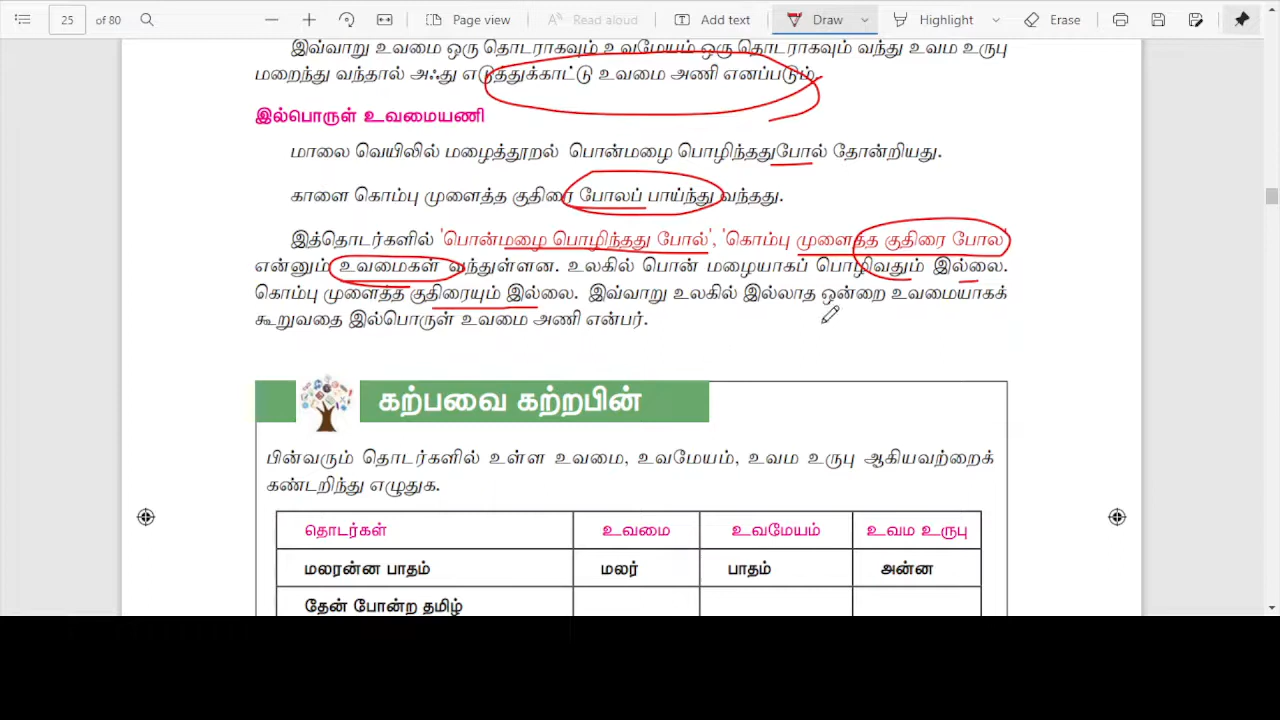 25 of 80 Page view Read aloud Add text Draw Highlight Erase
இவ்வாறு உவமை ஒரு தொடராகவும் உவமேயம் ஒரு தொடராகவும் வந்து உவம உருபு
மறைந்து வந்தால் அஃது எடுத்துக்காட்டு உவமை அணி எனப்படும்.
இல்பொருள் உவமையணி
மாலை வெயிலில் மழைத்தூறல் பொன்மழை பொழிந்ததுபோல் தோன்றியது.
காளை கொம்பு முளைத்த குதிரை போலப் பாய்ந்து வந்தது.
இத்தொடர்களில் 'பொன்மழை பொழிந்தது போல்', 'கொம்பு முளைத்த குதிரை போல'
என்னும் உவமைகள் வந்துள்ளன. உலகில் பொன் மழையாகப் பொழிவதும் இல்லை.
கொம்பு முளைத்த குதிரையும் இல்லை. இவ்வாறு உலகில் இல்லாத ஒன்றை உவமையாகக்
கூறுவதை இல்பொருள் உவமை அணி என்பர்.
கற்பவை கற்றபின்
பின்வரும் தொடர்களில் உள்ள உவமை, உவமேயம், உவம உருபு ஆகியவற்றைக்
கண்டறிந்து எழுதுக.
தொடர்கள் உவமை உவமேயம் உவம உருபு
மலரன்ன பாதம் மலர் பாதம் அன்ன
தேன் போன்ற தமிழ்